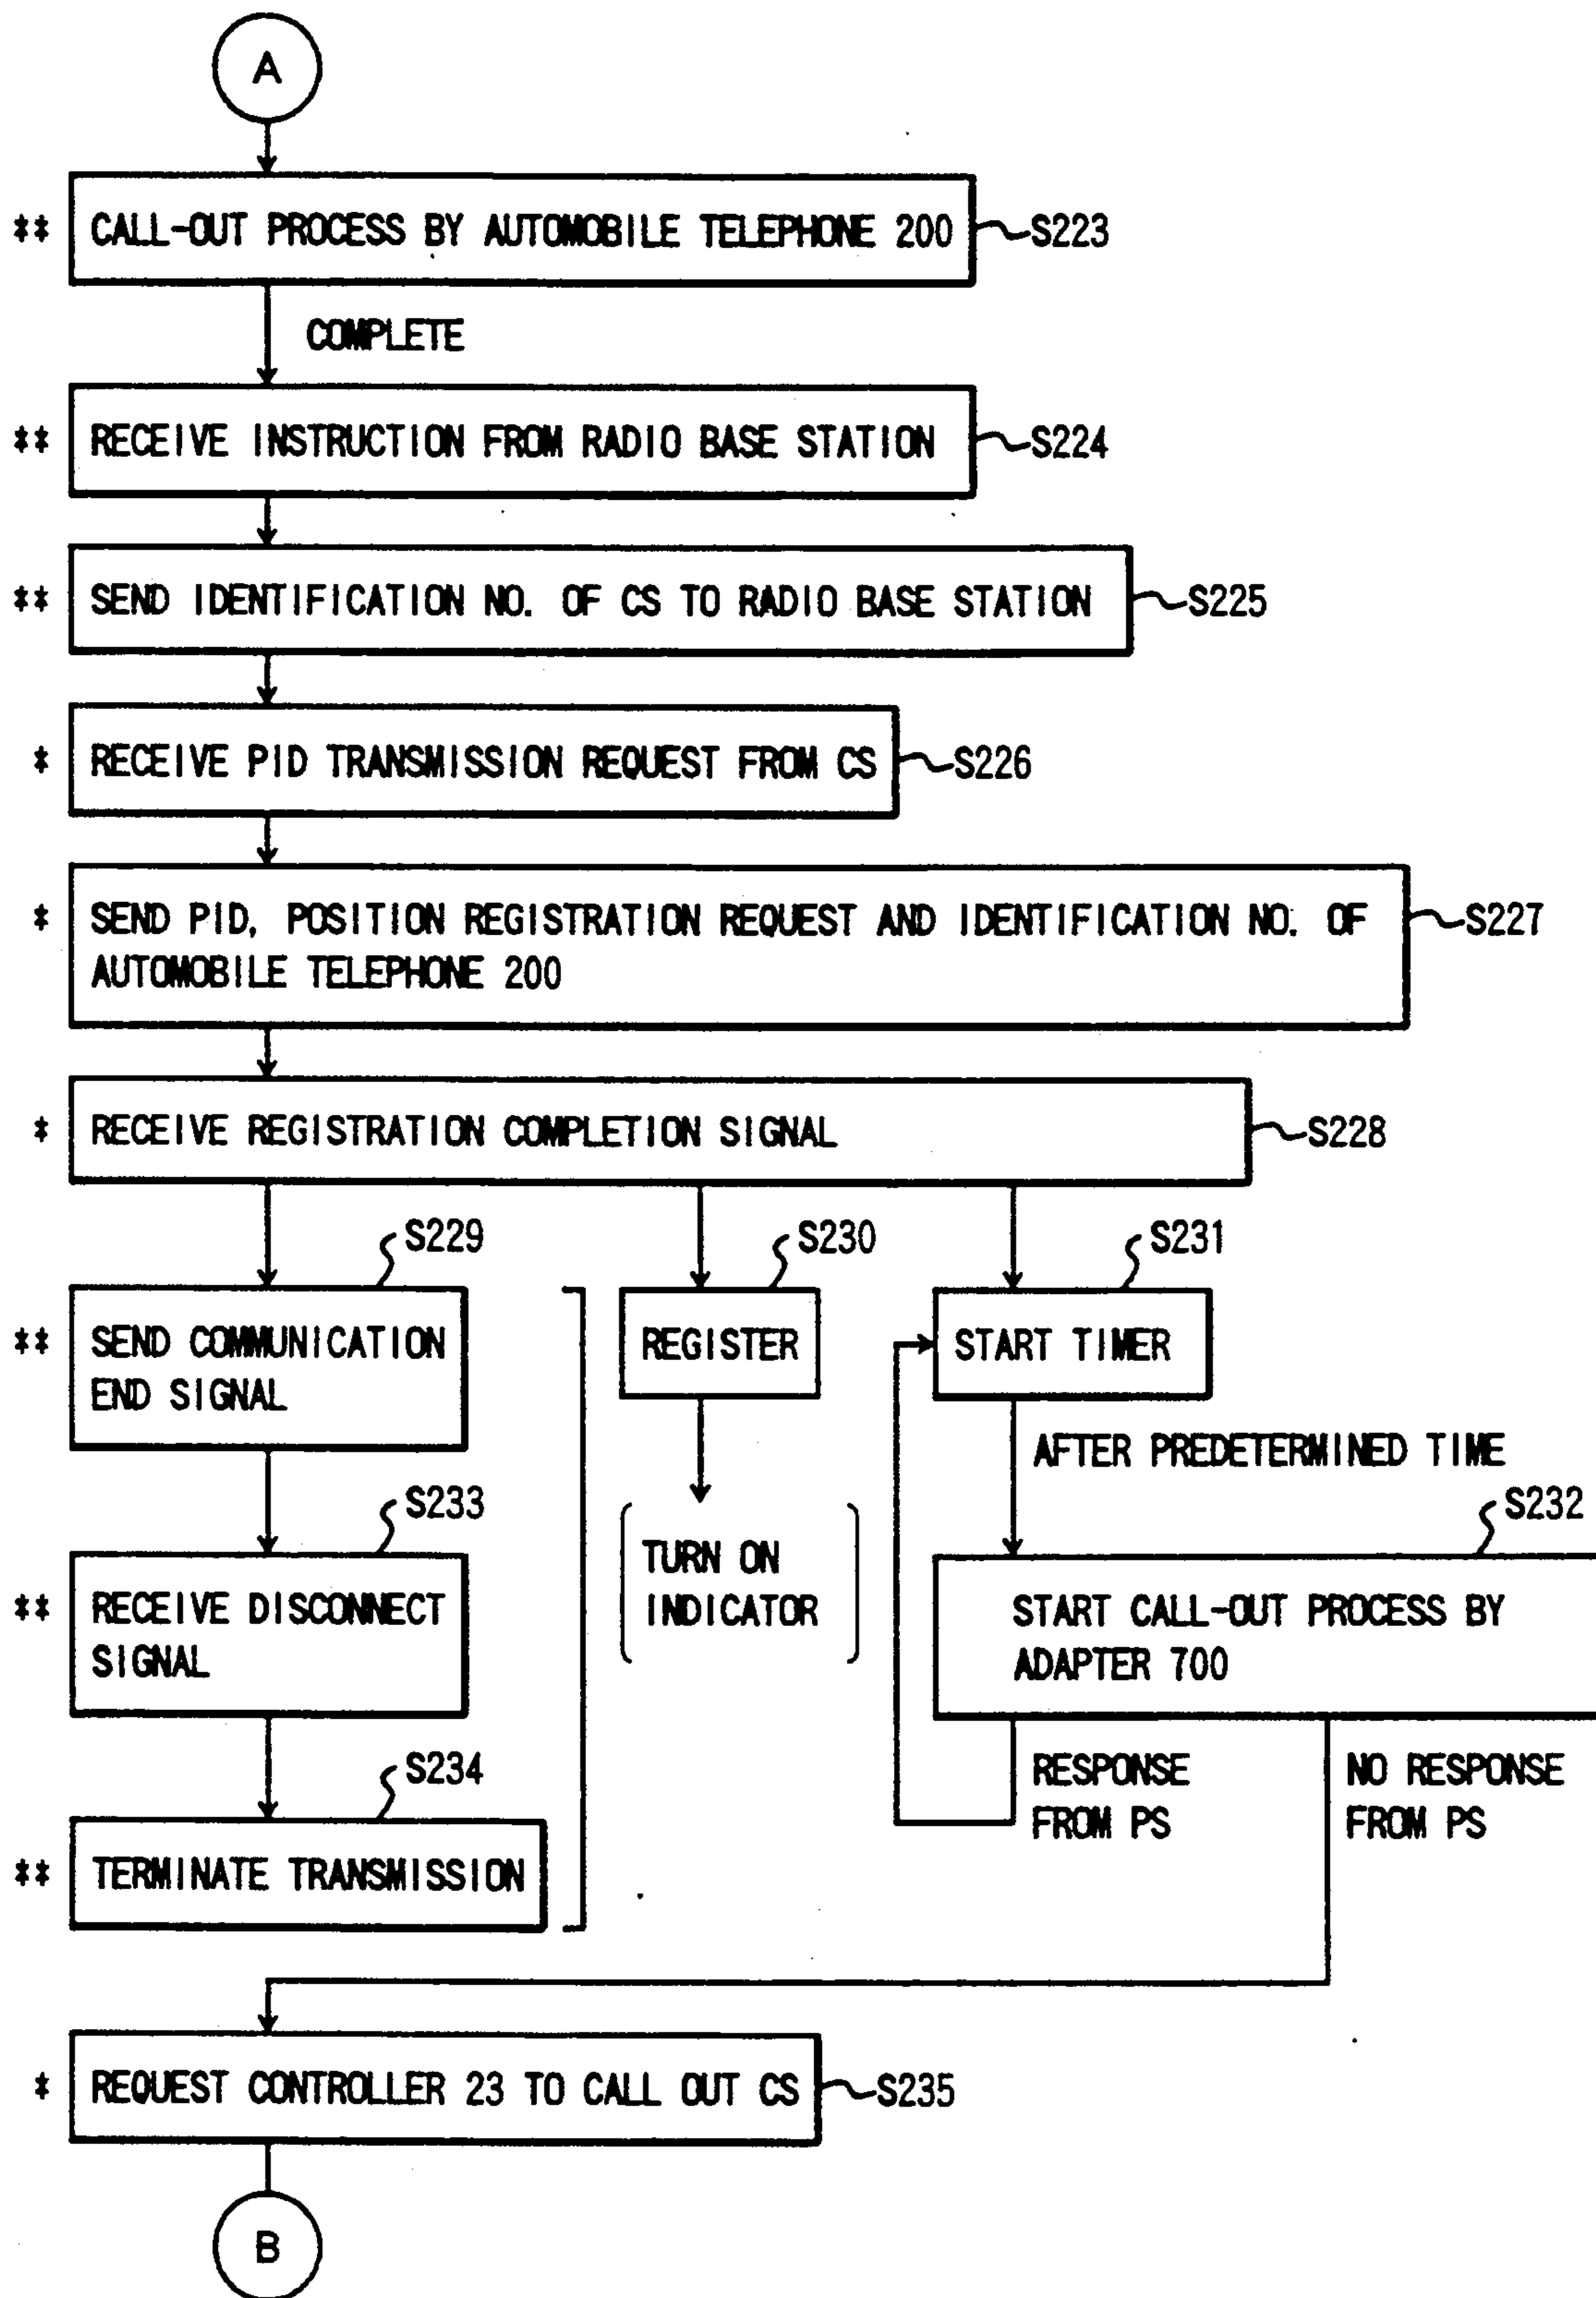 A
** CALL-OUT PROCESS BY AUTOMOBILE TELEPHONE 200 S223
COMPLETE
** RECEIVE INSTRUCTION FROM RADIO BASE STATION S224
** SEND IDENTIFICATION NO. OF CS TO RADIO BASE STATION S225
* RECEIVE PID TRANSMISSION REQUEST FROM CS S226
* SEND PID, POSITION REGISTRATION REQUEST AND IDENTIFICATION NO. OF S227
AUTOMOBILE TELEPHONE 200
* RECEIVE REGISTRATION COMPLETION SIGNAL S228
S229
** SEND COMMUNICATION
END SIGNAL
S233
** RECEIVE DISCONNECT
SIGNAL
S234
** TERMINATE TRANSMISSION
S230
REGISTER
TURN ON
INDICATOR
S231
START TIMER
AFTER PREDETERMINED TIME
S232
START CALL-OUT PROCESS BY
ADAPTER 700
RESPONSE
FROM PS
NO RESPONSE
FROM PS
* REQUEST CONTROLLER 23 TO CALL OUT CS S235
B